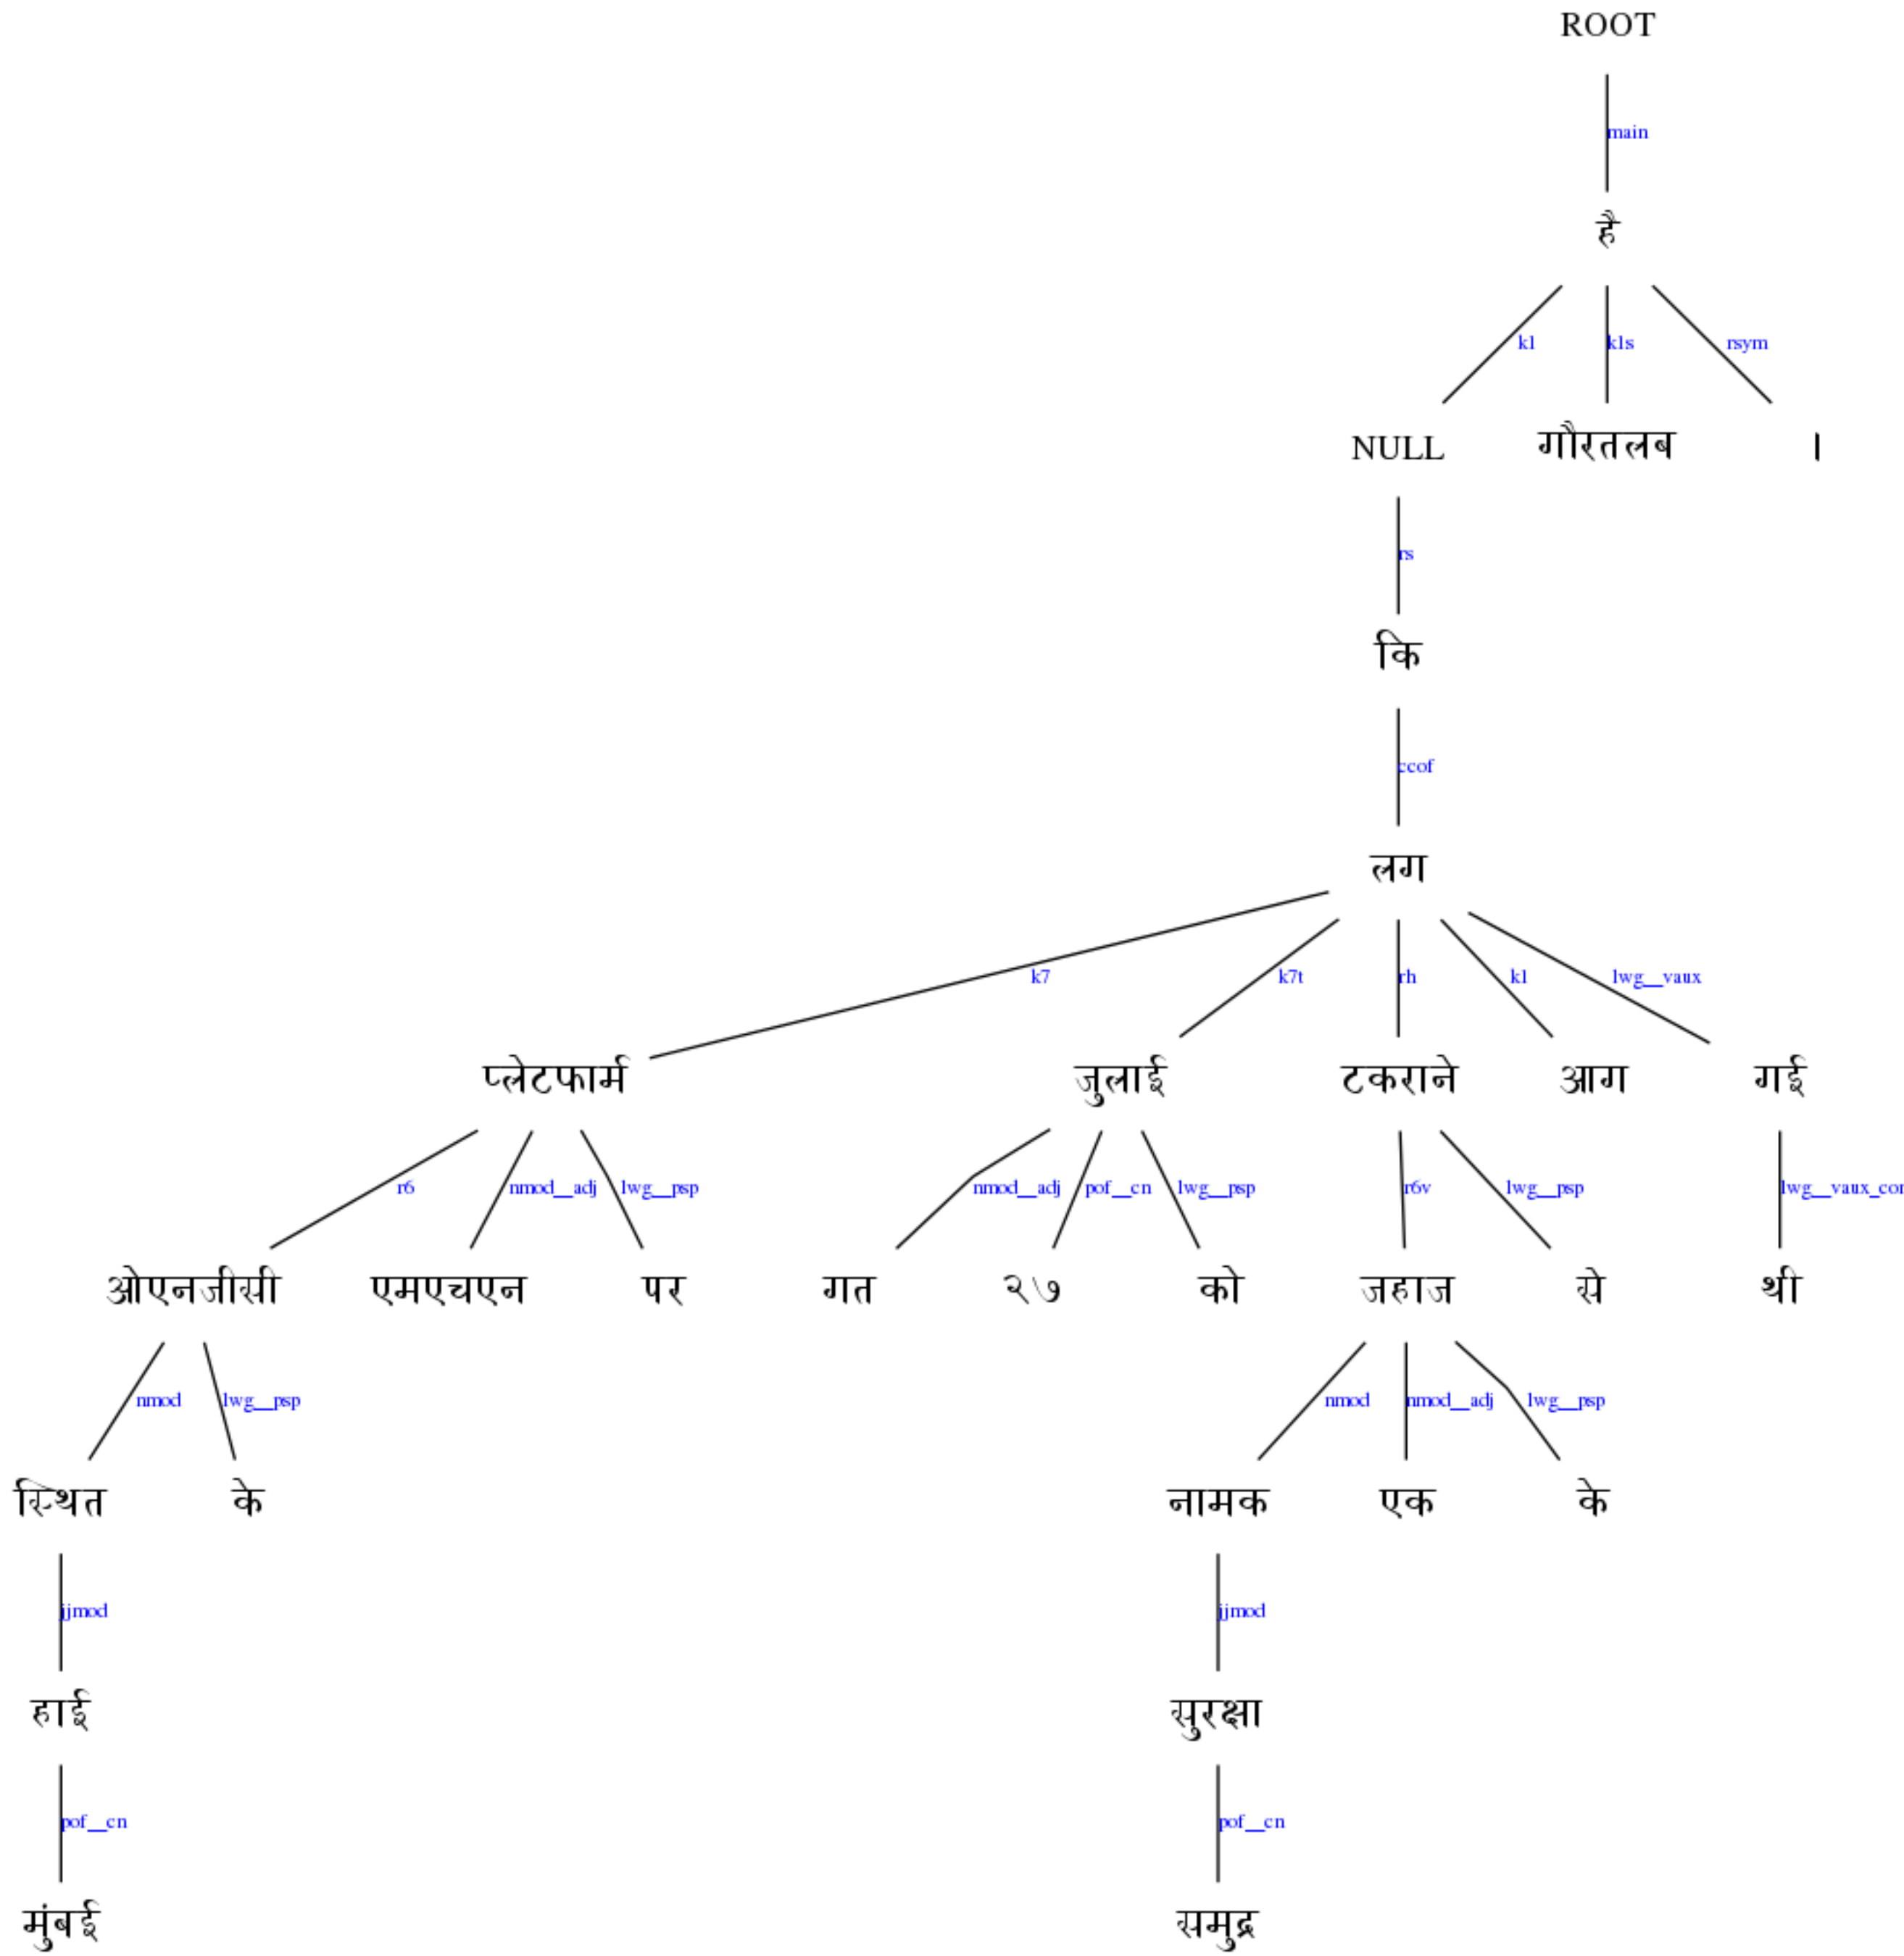 ROOT
main
है
k1 k1s rsym
NULL गौरतलब ।
rs
कि
ccof
लग
k7 k7t rh k1 lwg__vaux
प्लेटफार्म जुलाई टकराने आग गई
r6 nmod__adj lwg__psp nmod__adj pof__cn lwg__psp r6v lwg__psp lwg__vaux_con
ओएनजीसी एमएचएन पर गत २७ को जहाज से थी
nmod lwg__psp nmod nmod__adj lwg__psp
स्थित के नामक एक के
jjmod jjmod
हाई सुरक्षा
pof__cn pof__cn
मुंबई समुद्र